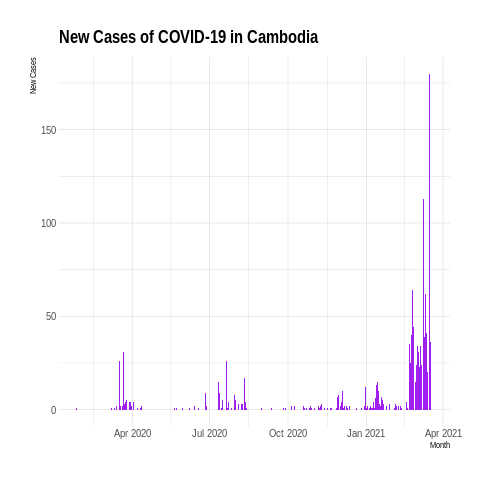 New Cases of COVID-19 in Cambodia
New Cases
150
100
50
0
Apr 2020 Jul 2020 Oct 2020 Jan 2021 Apr 2021
Month